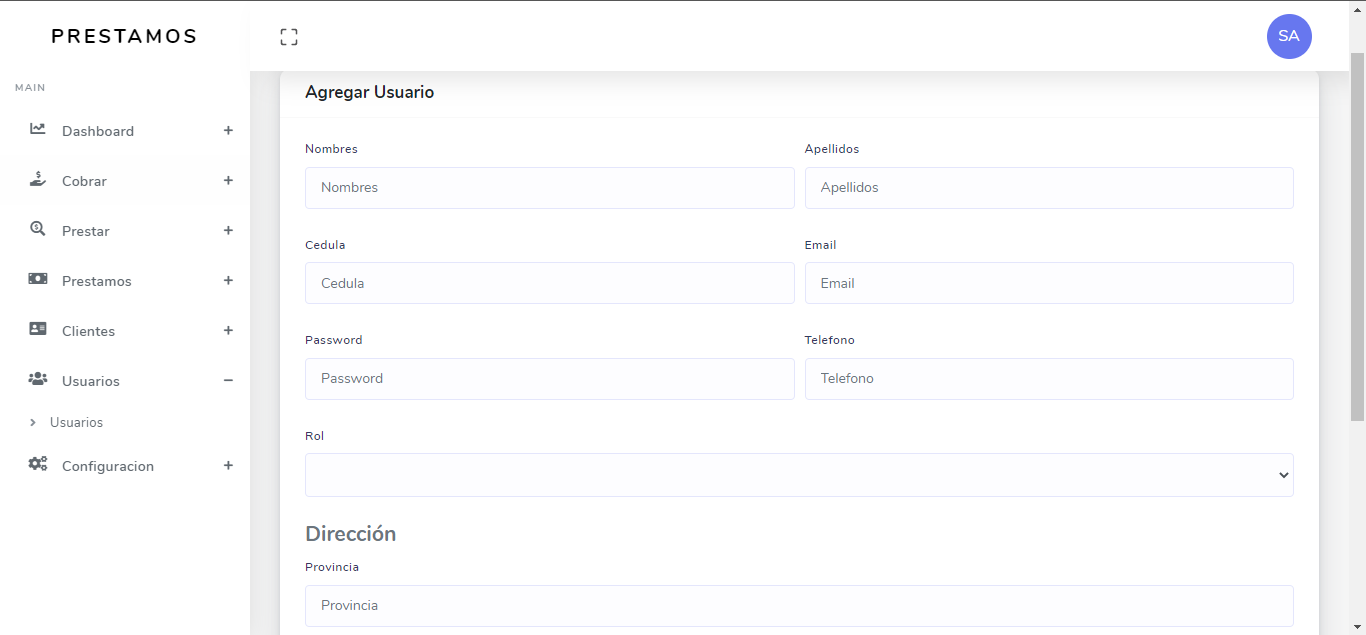 PRESTAMOS
SA
MAIN
Dashboard +
Cobrar +
Prestar +
Prestamos +
Clientes +
Usuarios −
Usuarios
Configuracion +
Agregar Usuario
Nombres
Nombres
Apellidos
Apellidos
Cedula
Cedula
Email
Email
Password
Password
Telefono
Telefono
Rol
Dirección
Provincia
Provincia